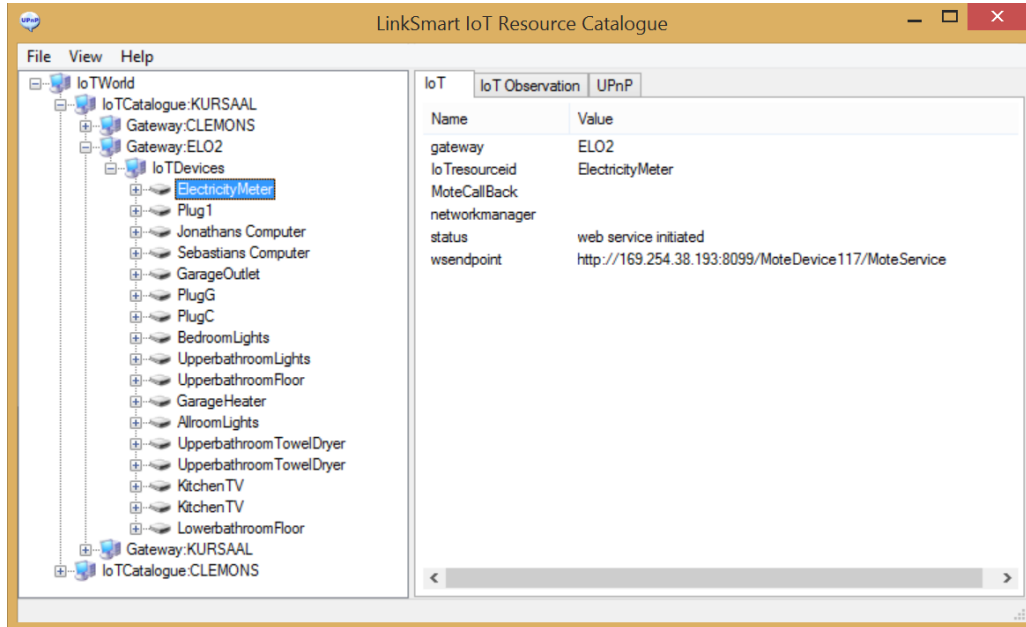 UPnP
LinkSmart IoT Resource Catalogue
File View Help
IoTWorld
IoTCatalogue:KURSAAL
Gateway:CLEMONS
Gateway:ELO2
IoTDevices
ElectricityMeter
Plug1
Jonathans Computer
Sebastians Computer
GarageOutlet
PlugG
PlugC
BedroomLights
UpperbathroomLights
UpperbathroomFloor
GarageHeater
AllroomLights
UpperbathroomTowelDryer
UpperbathroomTowelDryer
KitchenTV
KitchenTV
LowerbathroomFloor
Gateway:KURSAAL
IoTCatalogue:CLEMONS
IoT IoT Observation UPnP
Name Value
gateway ELO2
IoTresourceid ElectricityMeter
MoteCallBack
networkmanager
status web service initiated
wsendpoint http://169.254.38.193:8099/MoteDevice117/MoteService